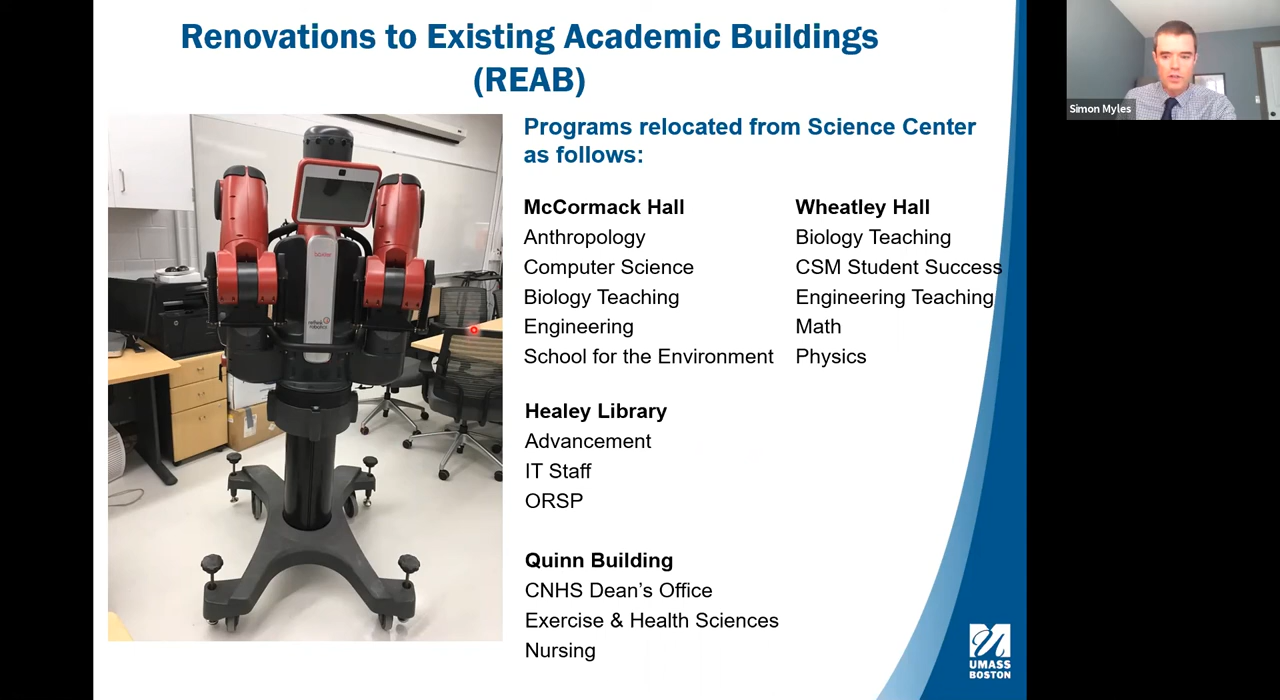 Renovations to Existing Academic Buildings
(REAB)
Simon Myles
Programs relocated from Science Center
as follows:
McCormack Hall
Anthropology
Computer Science
Biology Teaching
Engineering
School for the Environment
Wheatley Hall
Biology Teaching
CSM Student Success
Engineering Teaching
Math
Physics
Healey Library
Advancement
IT Staff
ORSP
Quinn Building
CNHS Dean’s Office
Exercise & Health Sciences
Nursing
rethink
robotics
UMASS
BOSTON